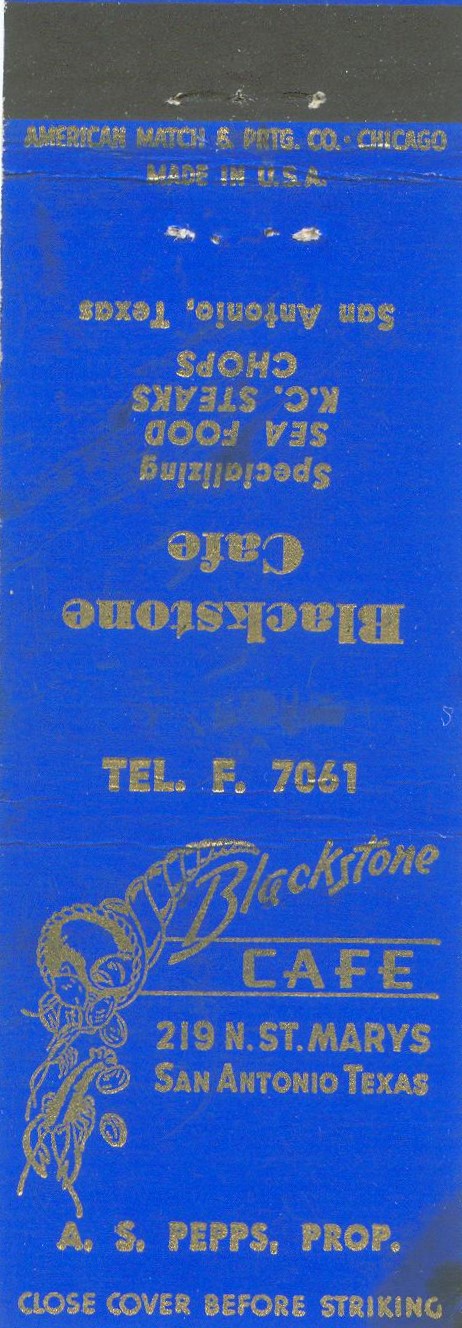 AMERICAN MATCH & PRTG. CO. · CHICAGO
MADE IN U.S.A.
Blackstone
Cafe
Specializing
SEA FOOD
K.C. STEAKS
CHOPS
San Antonio, Texas
TEL. F. 7061
Blackstone
CAFE
219 N. ST. MARYS
SAN ANTONIO TEXAS
A. S. PEPPS, PROP.
CLOSE COVER BEFORE STRIKING